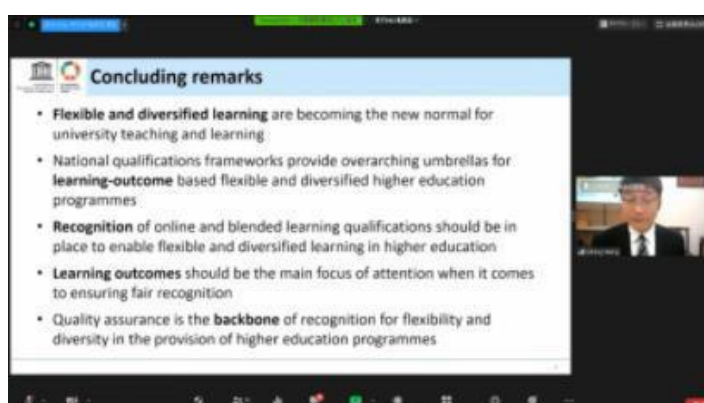 Concluding remarks
• Flexible and diversified learning are becoming the new normal for
university teaching and learning
• National qualifications frameworks provide overarching umbrellas for
learning-outcome based flexible and diversified higher education
programmes
• Recognition of online and blended learning qualifications should be in
place to enable flexible and diversified learning in higher education
• Learning outcomes should be the main focus of attention when it comes
to ensuring fair recognition
• Quality assurance is the backbone of recognition for flexibility and
diversity in the provision of higher education programmes